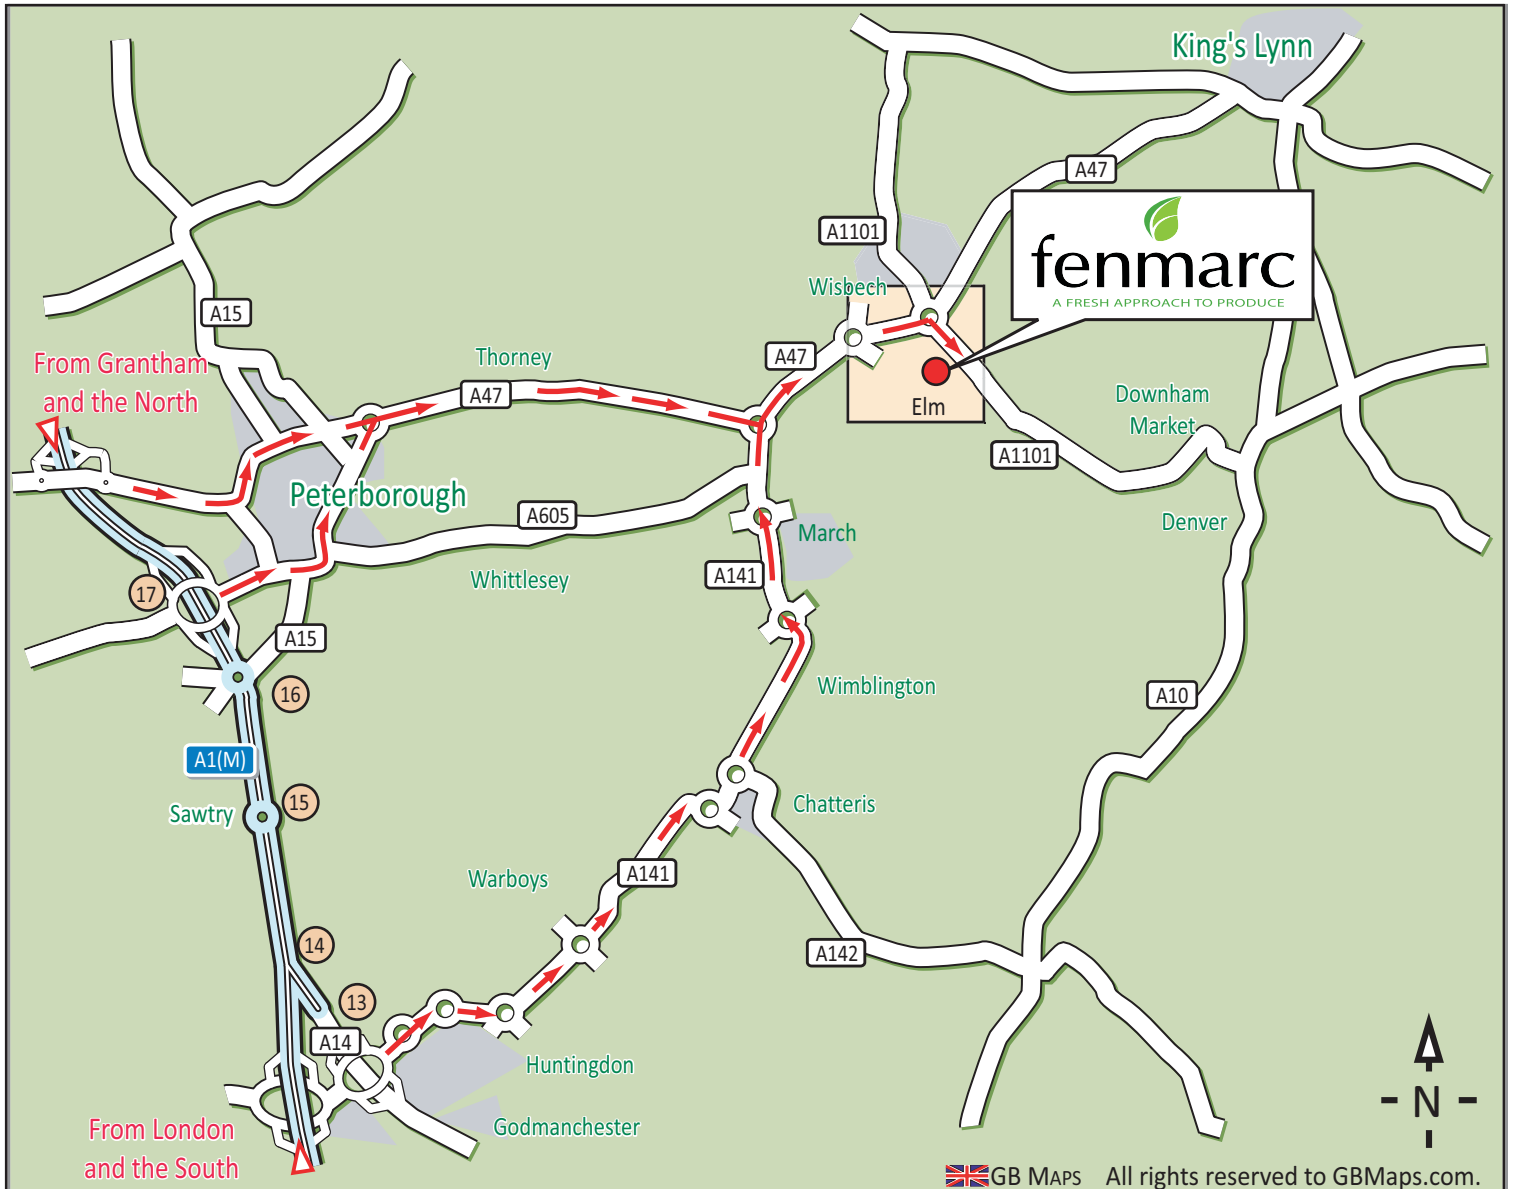 King's Lynn
A47
fenmarc
A FRESH APPROACH TO PRODUCE
A1101
Wisbech
A15
From Grantham
and the North
Thorney
A47
A47
Elm
Downham
Market
A1101
Peterborough
A605
March
Denver
Whittlesey
A141
17
A15
16
Wimblington
A10
A1(M)
15
Sawtry
Chatteris
Warboys
A141
14
A142
13
A14
Huntingdon
N
Godmanchester
From London
and the South
GB MAPS All rights reserved to GBMaps.com.